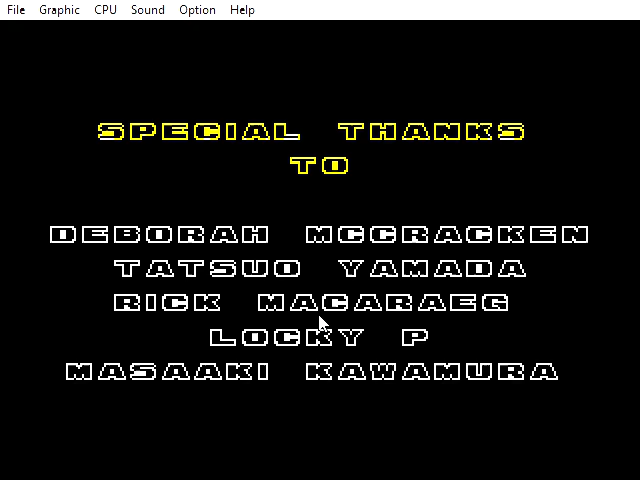 File Graphic CPU Sound Option Help
SPECIAL THANKS
TO
DEBORAH MCCRACKEN
TATSUO YAMADA
RICK MACARAEG
LOCKY P
MASAAKI KAWAMURA